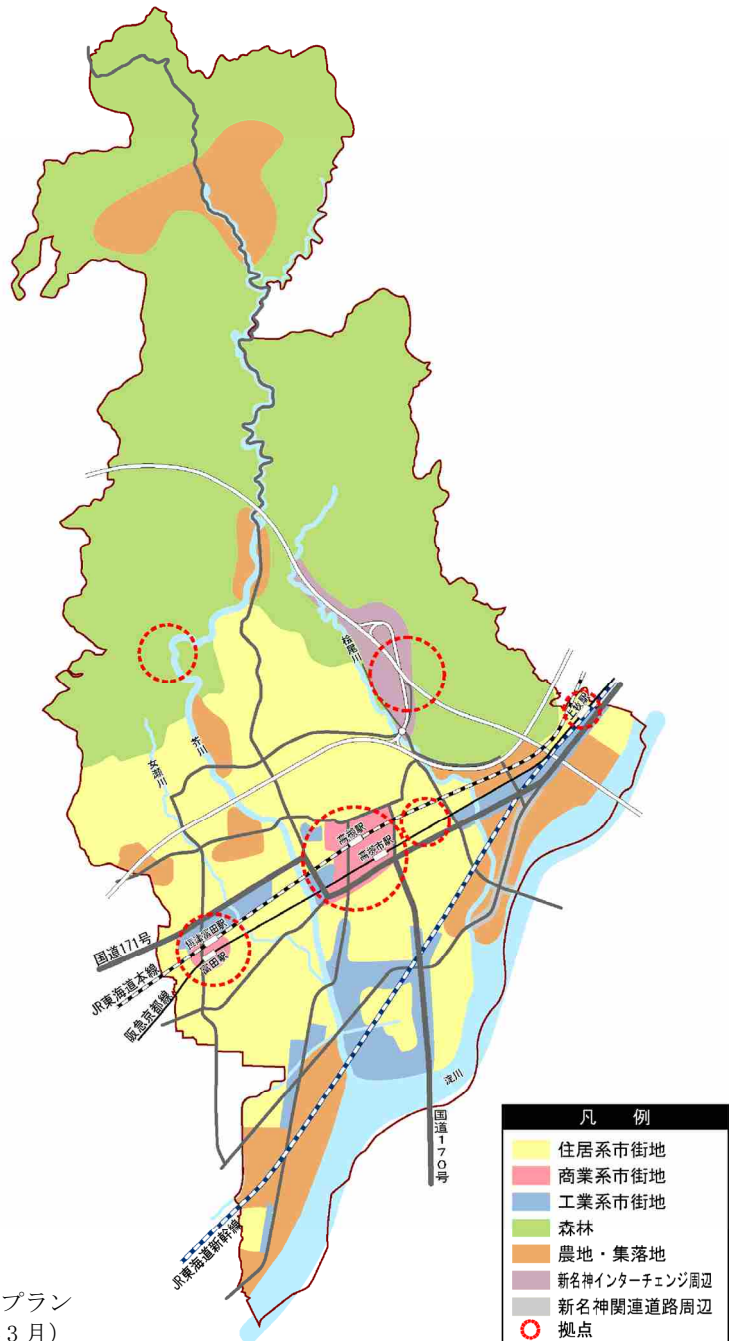 桧尾川
上牧駅
女瀬川
芥川
高槻駅
高槻市駅
国道171号
摂津富田駅
富田駅
JR東海道本線
阪急京都線
淀川
国道170号
JR東海道新幹線
凡 例
住居系市街地
商業系市街地
工業系市街地
森林
農地・集落地
新名神インターチェンジ周辺
新名神関連道路周辺
拠点
プラン
3月)